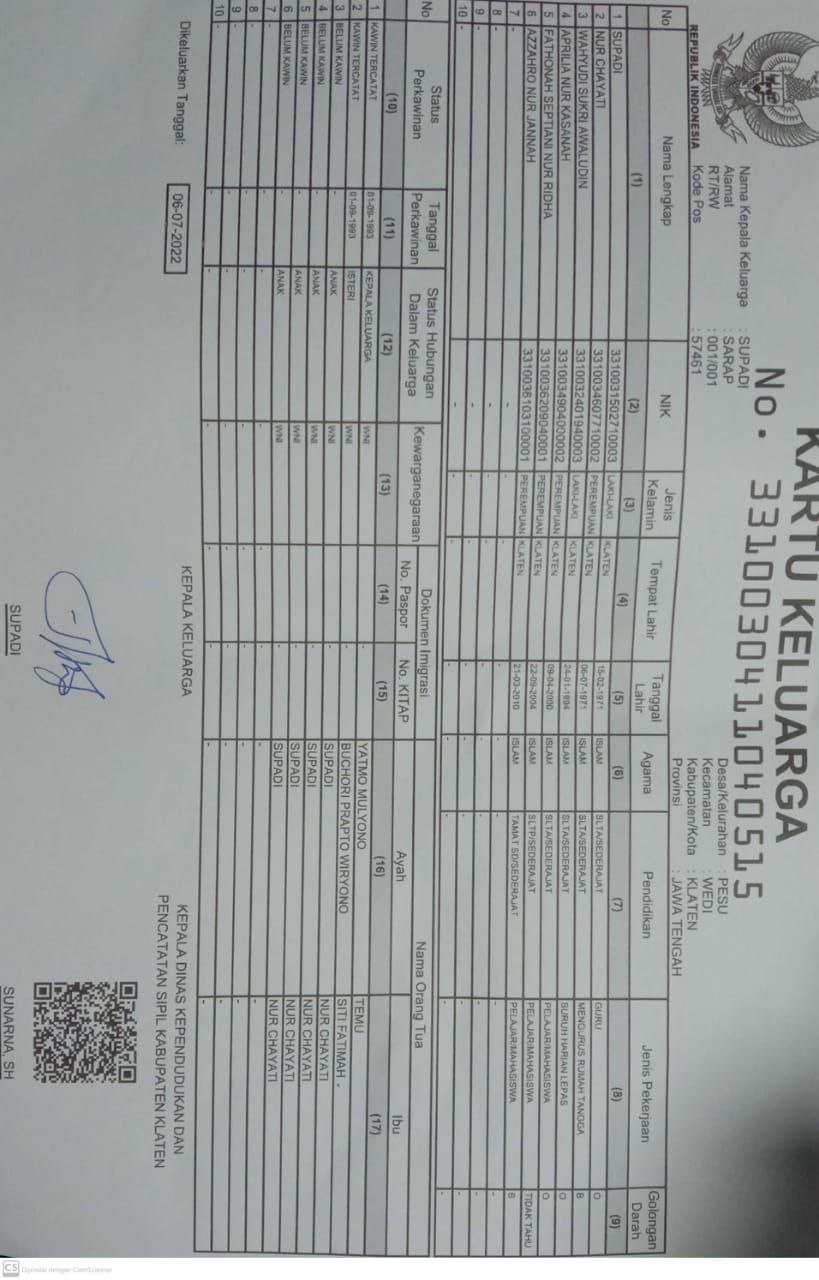 KARTU KELUARGA
No. 3310030411040515
REPUBLIK INDONESIA
Nama Kepala Keluarga : SUPADI
Alamat : SARAP
RT/RW : 001/001
Kode Pos : 57461
Desa/Kelurahan : PESU
Kecamatan : WEDI
Kabupaten/Kota : KLATEN
Provinsi : JAWA TENGAH
No Nama Lengkap NIK Jenis Kelamin Tempat Lahir Tanggal Lahir Agama Pendidikan Jenis Pekerjaan Golongan Darah
(1) (2) (3) (4) (5) (6) (7) (8) (9)
1 SUPADI 3310031502710003 LAKI-LAKI KLATEN 15-02-1971 ISLAM SLTA/SEDERAJAT GURU O
2 NUR CHAYATI 3310034607710002 PEREMPUAN KLATEN 06-07-1971 ISLAM SLTA/SEDERAJAT MENGURUS RUMAH TANGGA B
3 WAHYUDI SUKRI AWALUDIN 3310032401940003 LAKI-LAKI KLATEN 24-01-1994 ISLAM SLTA/SEDERAJAT BURUH HARIAN LEPAS O
4 APRILIA NUR KASANAH 3310034904000002 PEREMPUAN KLATEN 09-04-2000 ISLAM SLTA/SEDERAJAT PELAJAR/MAHASISWA O
5 FATHONAH SEPTIANI NUR RIDHA 3310036209040001 PEREMPUAN KLATEN 22-09-2004 ISLAM SLTP/SEDERAJAT PELAJAR/MAHASISWA TIDAK TAHU
6 AZZAHRO NUR JANNAH 3310036103100001 PEREMPUAN KLATEN 21-03-2010 ISLAM TAMAT SD/SEDERAJAT PELAJAR/MAHASISWA B
7 - - - - - - - - -
8 - - - - - - - - -
9 - - - - - - - - -
10 - - - - - - - - -
No Status Perkawinan Tanggal Perkawinan Status Hubungan Dalam Keluarga Kewarganegaraan Dokumen Imigrasi Nama Orang Tua
No. Paspor No. KITAP Ayah Ibu
(10) (11) (12) (13) (14) (15) (16) (17)
1 KAWIN TERCATAT 01-09-1993 KEPALA KELUARGA WNI - - YATMO MULYONO TEMU
2 KAWIN TERCATAT 01-09-1993 ISTERI WNI - - BUCHORI PRAPTO WIRYONO SITI FATIMAH .
3 BELUM KAWIN - ANAK WNI - - SUPADI NUR CHAYATI
4 BELUM KAWIN - ANAK WNI - - SUPADI NUR CHAYATI
5 BELUM KAWIN - ANAK WNI - - SUPADI NUR CHAYATI
6 BELUM KAWIN - ANAK WNI - - SUPADI NUR CHAYATI
7 - - - - - - - -
8 - - - - - - - -
9 - - - - - - - -
10 - - - - - - - -
Dikeluarkan Tanggal: 06-07-2022
KEPALA KELUARGA
SUPADI
KEPALA DINAS KEPENDUDUKAN DAN
PENCATATAN SIPIL KABUPATEN KLATEN
SUNARNA, SH
CS Dipindai dengan CamScanner